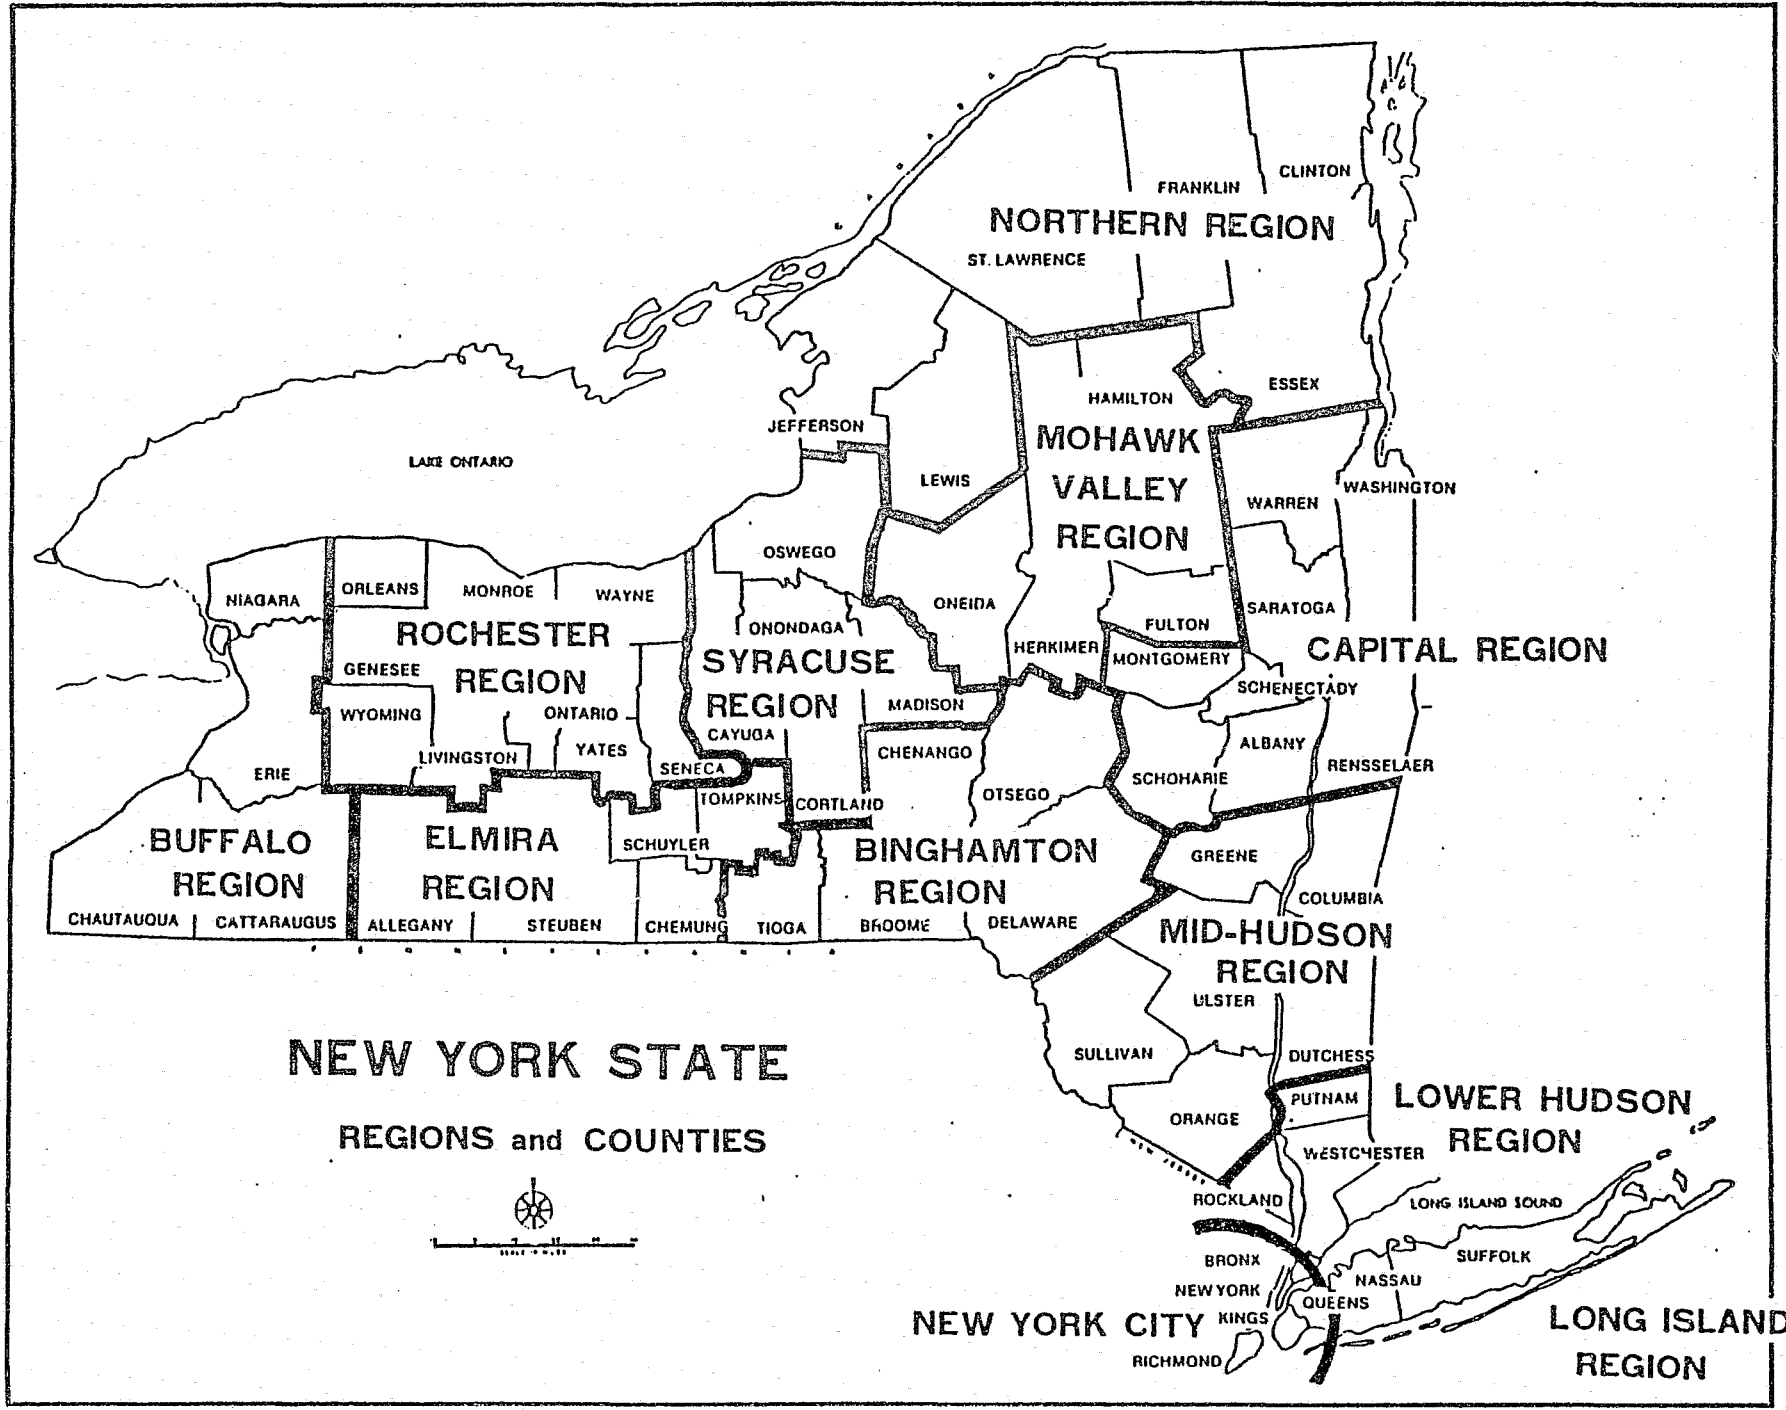 CLINTON
FRANKLIN
NORTHERN REGION
ST. LAWRENCE
ESSEX
HAMILTON
JEFFERSON
MOHAWK
VALLEY
REGION
LAKE ONTARIO
LEWIS
WASHINGTON
WARREN
OSWEGO
ORLEANS
MONROE
WAYNE
NIAGARA
ONEIDA
SARATOGA
FULTON
ONONDAGA
ROCHESTER
REGION
HERKIMER
MONTGOMERY
CAPITAL REGION
SYRACUSE
REGION
GENESEE
SCHENECTADY
WYOMING
ONTARIO
MADISON
CAYUGA
ALBANY
LIVINGSTON
YATES
CHENANGO
SENECA
ERIE
SCHOHARIE
RENSSELAER
TOMPKINS
CORTLAND
OTSEGO
BUFFALO
REGION
ELMIRA
REGION
SCHUYLER
BINGHAMTON
REGION
GREENE
COLUMBIA
CHAUTAUQUA
CATTARAUGUS
ALLEGANY
STEUBEN
CHEMUNG
TIOGA
BROOME
DELAWARE
MID-HUDSON
REGION
ULSTER
NEW YORK STATE
REGIONS and COUNTIES
SULLIVAN
DUTCHESS
PUTNAM
LOWER HUDSON
REGION
ORANGE
WESTCHESTER
ROCKLAND
LONG ISLAND SOUND
SUFFOLK
BRONX
NASSAU
NEW YORK
QUEENS
KINGS
NEW YORK CITY
RICHMOND
LONG ISLAND
REGION